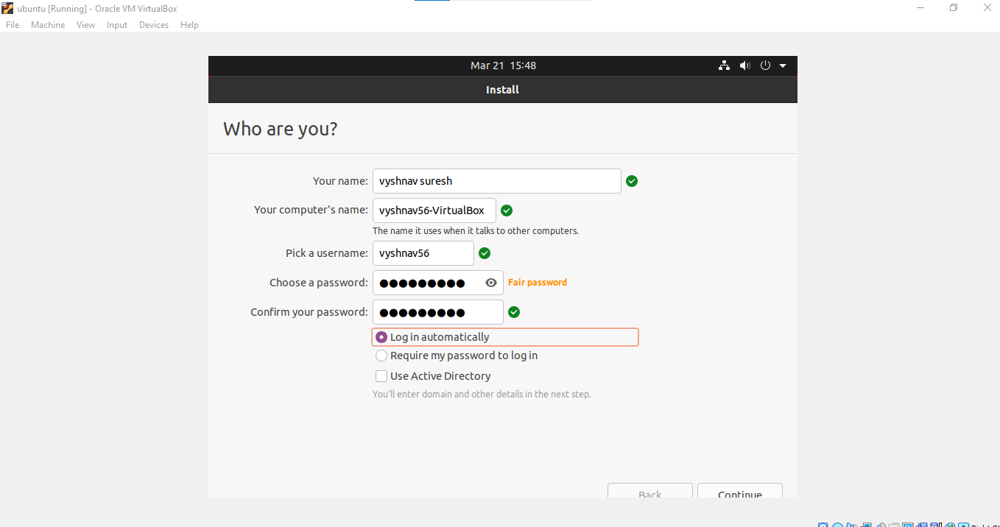 ubuntu [Running] - Oracle VM VirtualBox
File Machine View Input Devices Help
Mar 21 15:48
Install
Who are you?
Your name: vyshnav suresh
Your computer's name: vyshnav56-VirtualBox
The name it uses when it talks to other computers.
Pick a username: vyshnav56
Choose a password: ●●●●●●●●● Fair password
Confirm your password: ●●●●●●●●●
Log in automatically
Require my password to log in
Use Active Directory
You'll enter domain and other details in the next step.
Back Continue